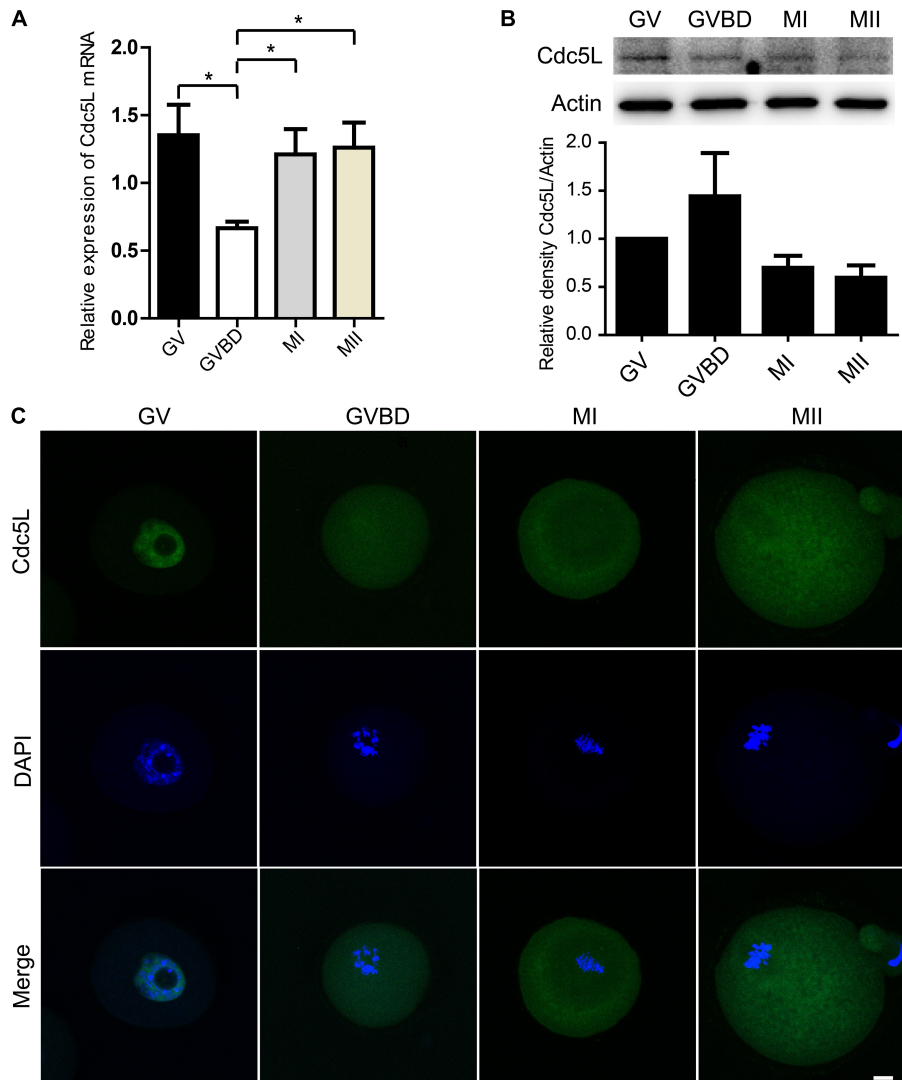 A
Relative expression of Cdc5L mRNA
2.0
1.5
1.0
0.5
0.0
*
*
*
GV
GVBD
MI
MII
B
GV GVBD MI MII
Cdc5L
Actin
Relative density Cdc5L/Actin
2.0
1.5
1.0
0.5
0.0
GV
GVBD
MI
MII
C
GV GVBD MI MII
Cdc5L
DAPI
Merge